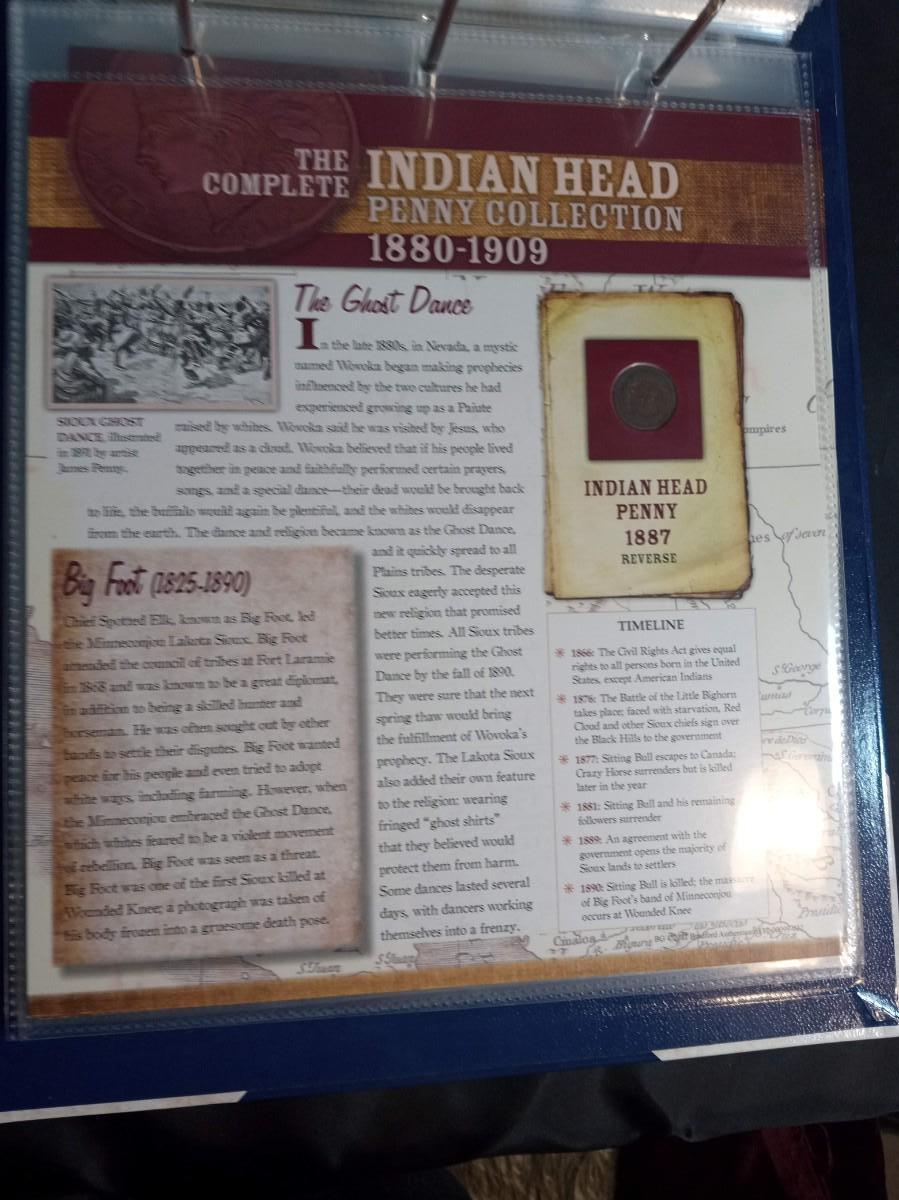 THE
COMPLETE
INDIAN HEAD
PENNY COLLECTION
1880-1909
The Ghost Dance
In the late 1880s, in Nevada, a mystic
named Wovoka began making prophecies
influenced by the two cultures he had
experienced growing up as a Paiute
raised by whites. Wovoka said he was visited by Jesus, who
appeared as a cloud. Wovoka believed that if his people lived
together in peace and faithfully performed certain prayers,
songs, and a special dance—their dead would be brought back
to life, the buffalo would again be plentiful, and the whites would disappear
from the earth. The dance and religion became known as the Ghost Dance,
and it quickly spread to all
Plains tribes. The desperate
Sioux eagerly accepted this
new religion that promised
better times. All Sioux tribes
were performing the Ghost
Dance by the fall of 1890.
They were sure that the next
spring thaw would bring
the fulfillment of Wovoka's
prophecy. The Lakota Sioux
also added their own feature
to the religion: wearing
fringed "ghost shirts"
that they believed would
protect them from harm.
Some dances lasted several
days, with dancers working
themselves into a frenzy.
SIOUX GHOST
DANCE, illustrated
in 1891 by artist
James Penny.
Big Foot (1825-1890)
Chief Spotted Elk, known as Big Foot, led
the Minneconjou Lakota Sioux. Big Foot
attended the council of tribes at Fort Laramie
in 1868 and was known to be a great diplomat,
in addition to being a skilled hunter and
horseman. He was often sought out by other
bands to settle their disputes. Big Foot wanted
peace for his people and even tried to adopt
white ways, including farming. However, when
the Minneconjou embraced the Ghost Dance,
which whites feared to be a violent movement
of rebellion, Big Foot was seen as a threat.
Big Foot was one of the first Sioux killed at
Wounded Knee; a photograph was taken of
his body frozen into a gruesome death pose.
INDIAN HEAD
PENNY
1887
REVERSE
TIMELINE
1866: The Civil Rights Act gives equal
rights to all persons born in the United
States, except American Indians
1876: The Battle of the Little Bighorn
takes place; faced with starvation, Red
Cloud and other Sioux chiefs sign over
the Black Hills to the government
1877: Sitting Bull escapes to Canada;
Crazy Horse surrenders but is killed
later in the year
1881: Sitting Bull and his remaining
followers surrender
1889: An agreement with the
government opens the majority of
Sioux lands to settlers
1890: Sitting Bull is killed; the massacre
of Big Foot's band of Minneconjou
occurs at Wounded Knee
mpires
of seven
S. George
S. Juan